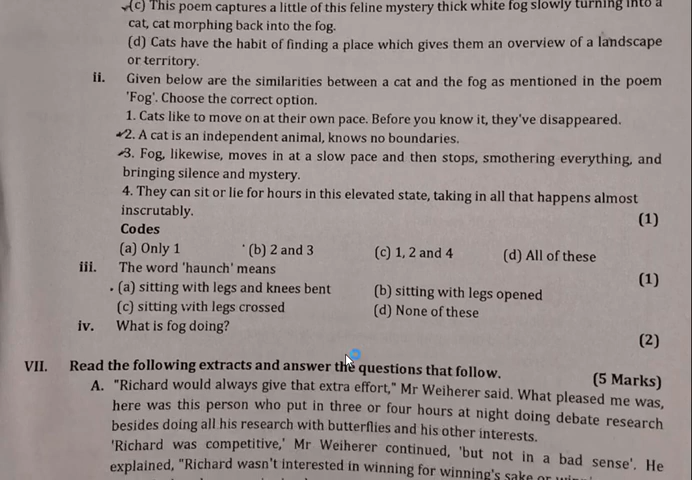 (c) This poem captures a little of this feline mystery thick white fog slowly turning into a
cat, cat morphing back into the fog.
(d) Cats have the habit of finding a place which gives them an overview of a landscape
or territory.
ii. Given below are the similarities between a cat and the fog as mentioned in the poem
'Fog'. Choose the correct option.
1. Cats like to move on at their own pace. Before you know it, they've disappeared.
2. A cat is an independent animal, knows no boundaries.
3. Fog, likewise, moves in at a slow pace and then stops, smothering everything, and
bringing silence and mystery.
4. They can sit or lie for hours in this elevated state, taking in all that happens almost
inscrutably. (1)
Codes
(a) Only 1 (b) 2 and 3 (c) 1, 2 and 4 (d) All of these
iii. The word 'haunch' means (1)
(a) sitting with legs and knees bent (b) sitting with legs opened
(c) sitting with legs crossed (d) None of these
iv. What is fog doing? (2)
VII. Read the following extracts and answer the questions that follow. (5 Marks)
A. "Richard would always give that extra effort," Mr Weiherer said. What pleased me was,
here was this person who put in three or four hours at night doing debate research
besides doing all his research with butterflies and his other interests.
'Richard was competitive,' Mr Weiherer continued, 'but not in a bad sense'. He
explained, "Richard wasn't interested in winning for winning's sake or